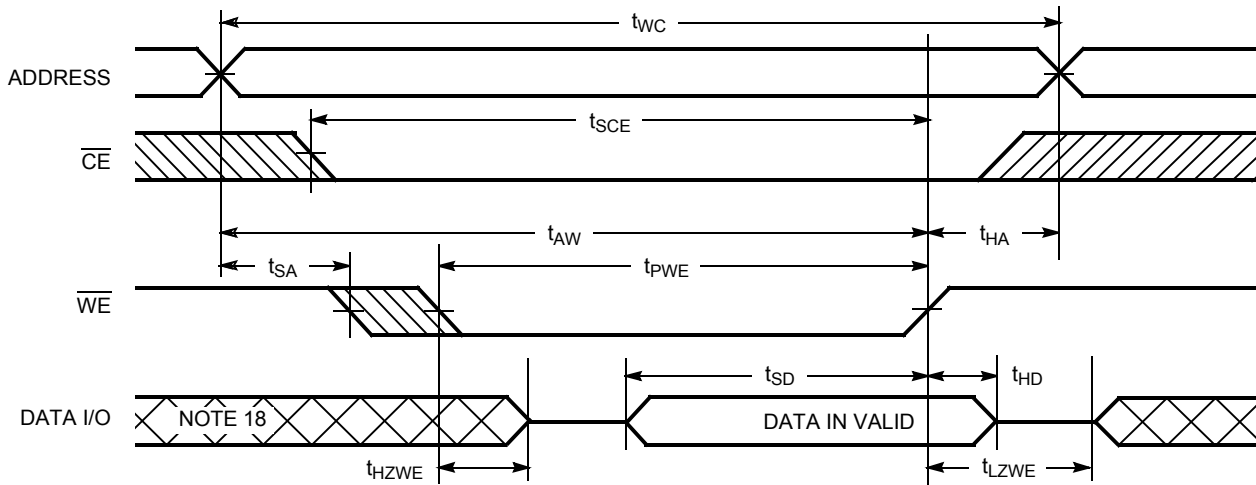 tWC
ADDRESS
tSCE
CE
tAW
tHA
tSA
tPWE
WE
tSD
tHD
DATA I/O
NOTE 18
DATA IN VALID
tHZWE
tLZWE